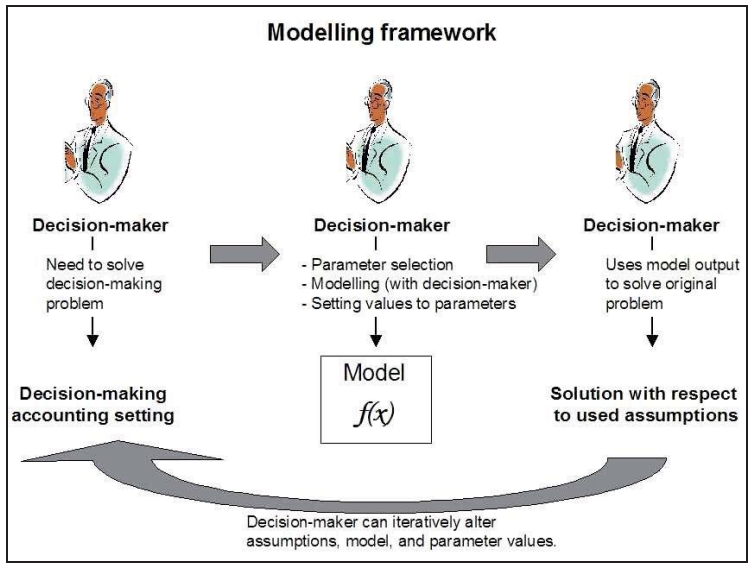 Modelling framework
Decision-maker
Need to solve
decision-making
problem
Decision-making
accounting setting
Decision-maker
- Parameter selection
- Modelling (with decision-maker)
- Setting values to parameters
Model
f(x)
Decision-maker
Uses model output
to solve original
problem
Solution with respect
to used assumptions
Decision-maker can iteratively alter
assumptions, model, and parameter values.